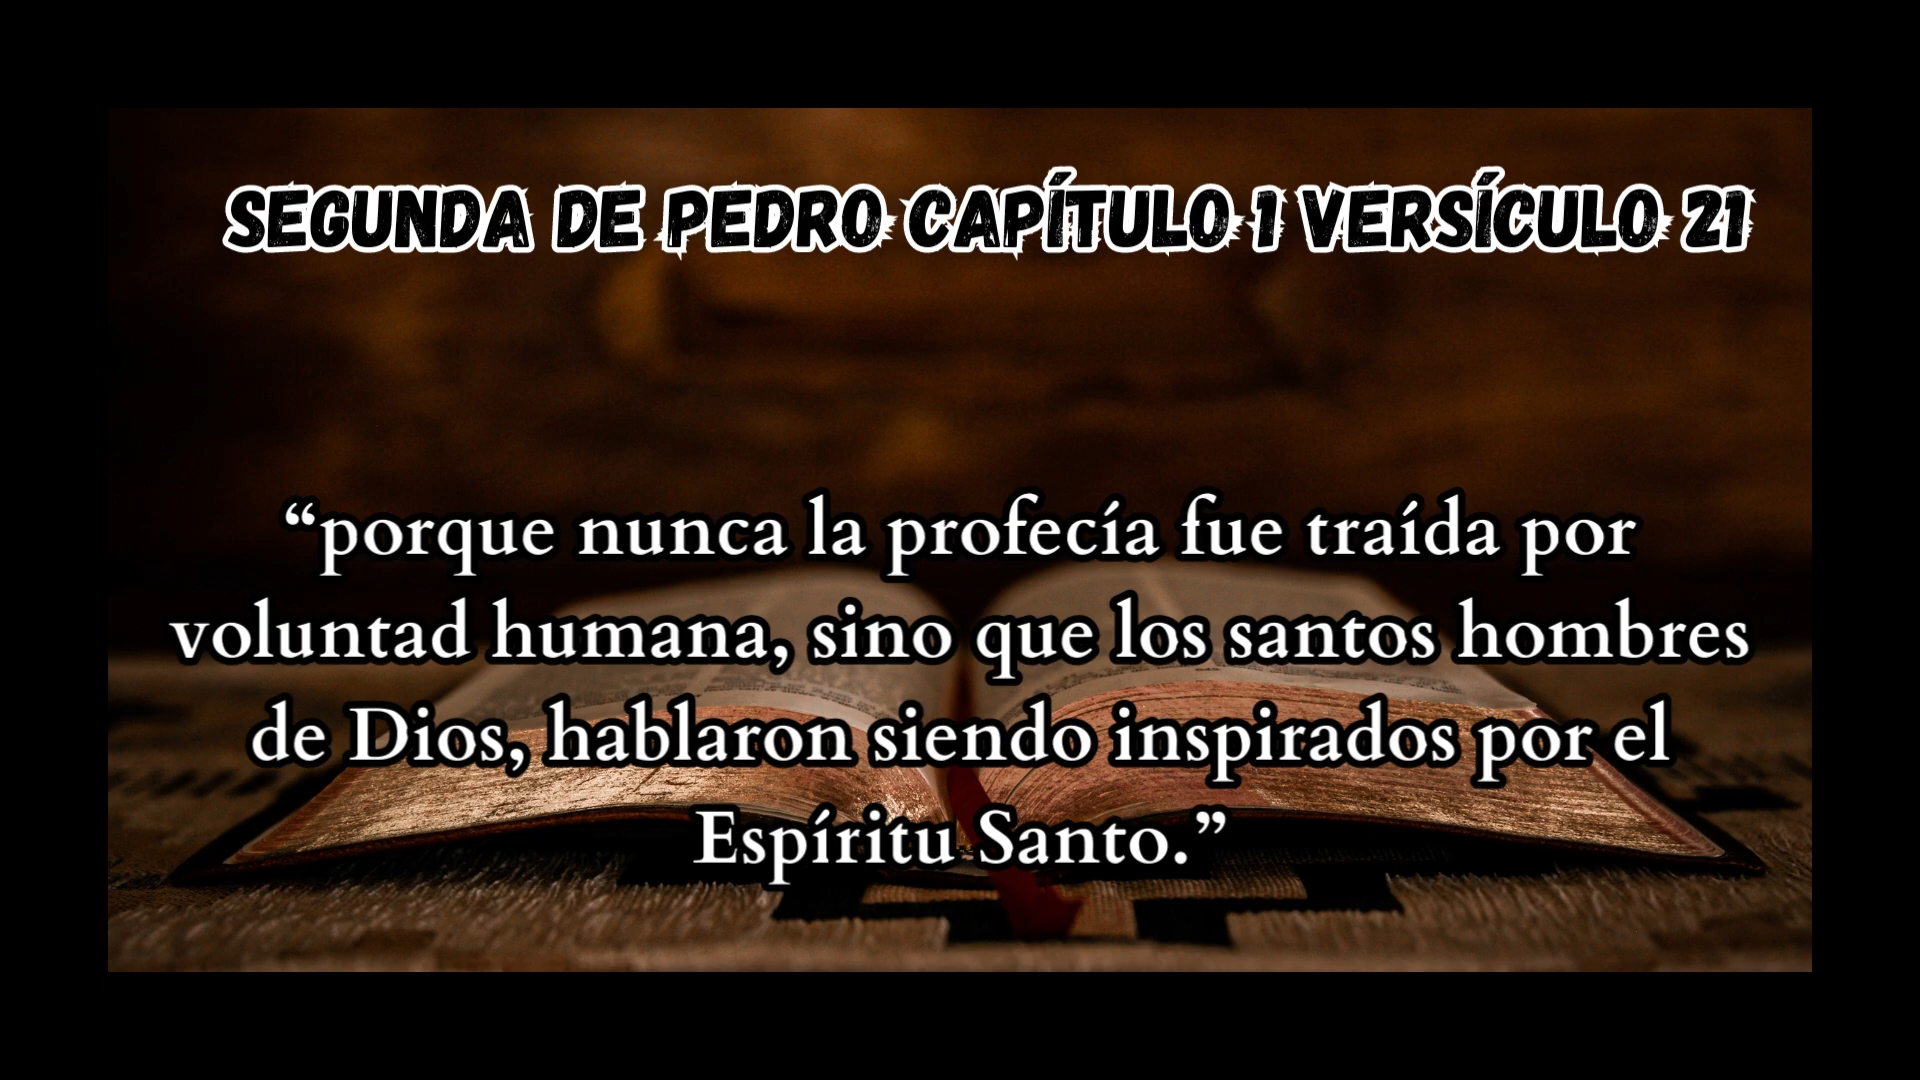 SEGUNDA DE PEDRO CAPÍTULO 1 VERSÍCULO 21
“porque nunca la profecía fue traída por
voluntad humana, sino que los santos hombres
de Dios, hablaron siendo inspirados por el
Espíritu Santo.”